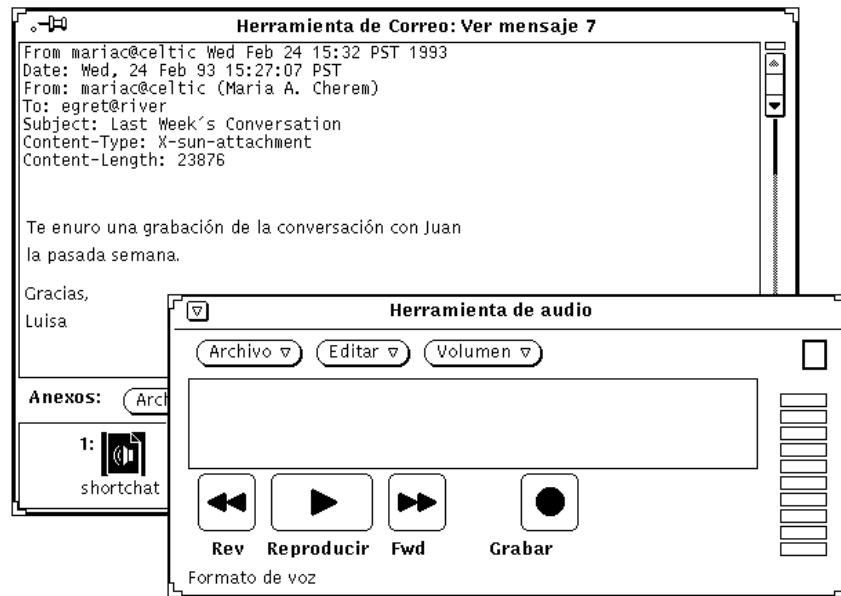 Herramienta de Correo: Ver mensaje 7
From mariac@celtic Wed Feb 24 15:32 PST 1993
Date: Wed, 24 Feb 93 15:27:07 PST
From: mariac@celtic (Maria A. Cherem)
To: egret@river
Subject: Last Week´s Conversation
Content-Type: X-sun-attachment
Content-Length: 23876
Te enuro una grabación de la conversación con Juan
la pasada semana.
Gracias,
Luisa
Anexos: Arch
1:
shortchat
Herramienta de audio
Archivo Editar Volumen
Rev Reproducir Fwd Grabar
Formato de voz